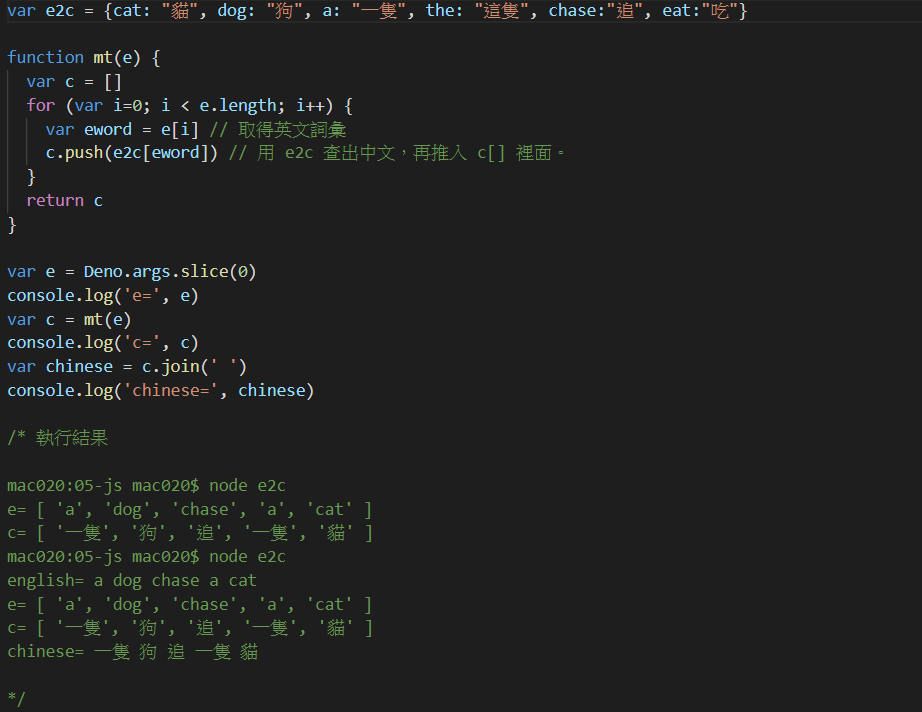 var e2c = {cat: "貓", dog: "狗", a: "一隻", the: "這隻", chase:"追", eat:"吃"}
function mt(e) {
var c = []
for (var i=0; i < e.length; i++) {
var eword = e[i] // 取得英文詞彙
c.push(e2c[eword]) // 用 e2c 查出中文，再推入 c[] 裡面。
}
return c
}
var e = Deno.args.slice(0)
console.log('e=', e)
var c = mt(e)
console.log('c=', c)
var chinese = c.join(' ')
console.log('chinese=', chinese)
/* 執行結果
mac020:05-js mac020$ node e2c
e= [ 'a', 'dog', 'chase', 'a', 'cat' ]
c= [ '一隻', '狗', '追', '一隻', '貓' ]
mac020:05-js mac020$ node e2c
english= a dog chase a cat
e= [ 'a', 'dog', 'chase', 'a', 'cat' ]
c= [ '一隻', '狗', '追', '一隻', '貓' ]
chinese= 一隻 狗 追 一隻 貓
*/